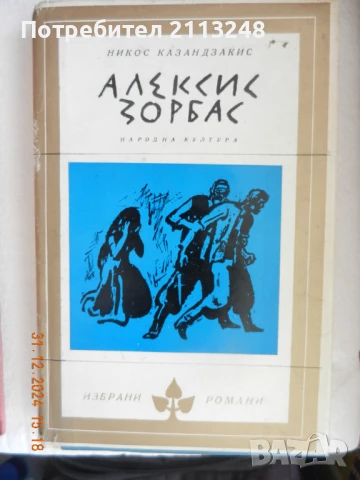 Потребител 2113248
НИКОС КАЗАНДЗАКИС
АЛЕКСИС
ЗОРБАС
НАРОДНА КУЛТУРА
ИЗБРАНИ РОМАНИ
31.12.2024 15:18
BAZAR